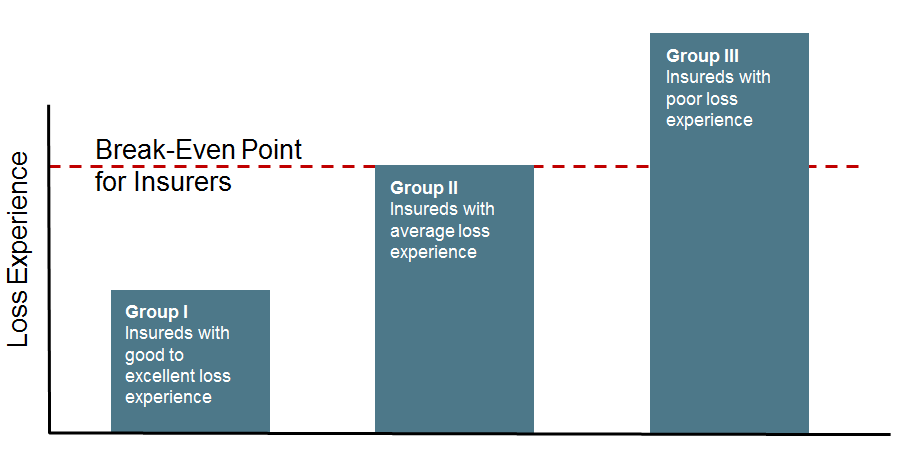 Group III
Insureds with
poor loss
experience
Break-Even Point
for Insurers
Group II
Insureds with
average loss
experience
Group I
Insureds with
good to
excellent loss
experience
Loss Experience